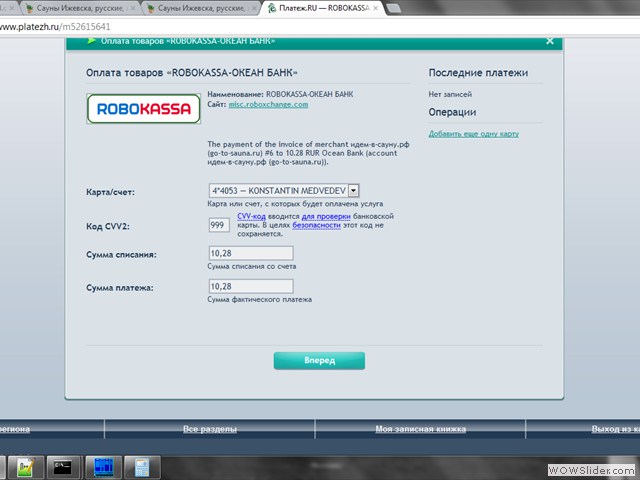 Сауны Ижевска, русские,
Сауны Ижевска, русские,
Платеж.RU — ROBOKASSA
www.platezh.ru/m52615641
Оплата товаров «ROBOKASSA-ОКЕАН БАНК»
Оплата товаров «ROBOKASSA-ОКЕАН БАНК»
ROBOKASSA
Наименование: ROBOKASSA-ОКЕАН БАНК
Сайт: misc.roboxchange.com
The payment of the invoice of merchant идем-в-сауну.рф
(go-to-sauna.ru) #6 to 10.28 RUR Ocean Bank (account
идем-в-сауну.рф (go-to-sauna.ru)).
Карта/счет:
4*4053 — KONSTANTIN MEDVEDEV
Карта или счет, с которых будет оплачена услуга
Код CVV2:
999
CVV-код вводится для проверки банковской
карты. В целях безопасности этот код не
сохраняется.
Сумма списания:
10,28
Сумма списания со счета
Сумма платежа:
10,28
Сумма фактического платежа
Вперед
Последние платежи
Нет записей
Операции
Добавить еще одну карту
региона
Все разделы
Моя записная книжка
Выход из ка
WOWSlider.com